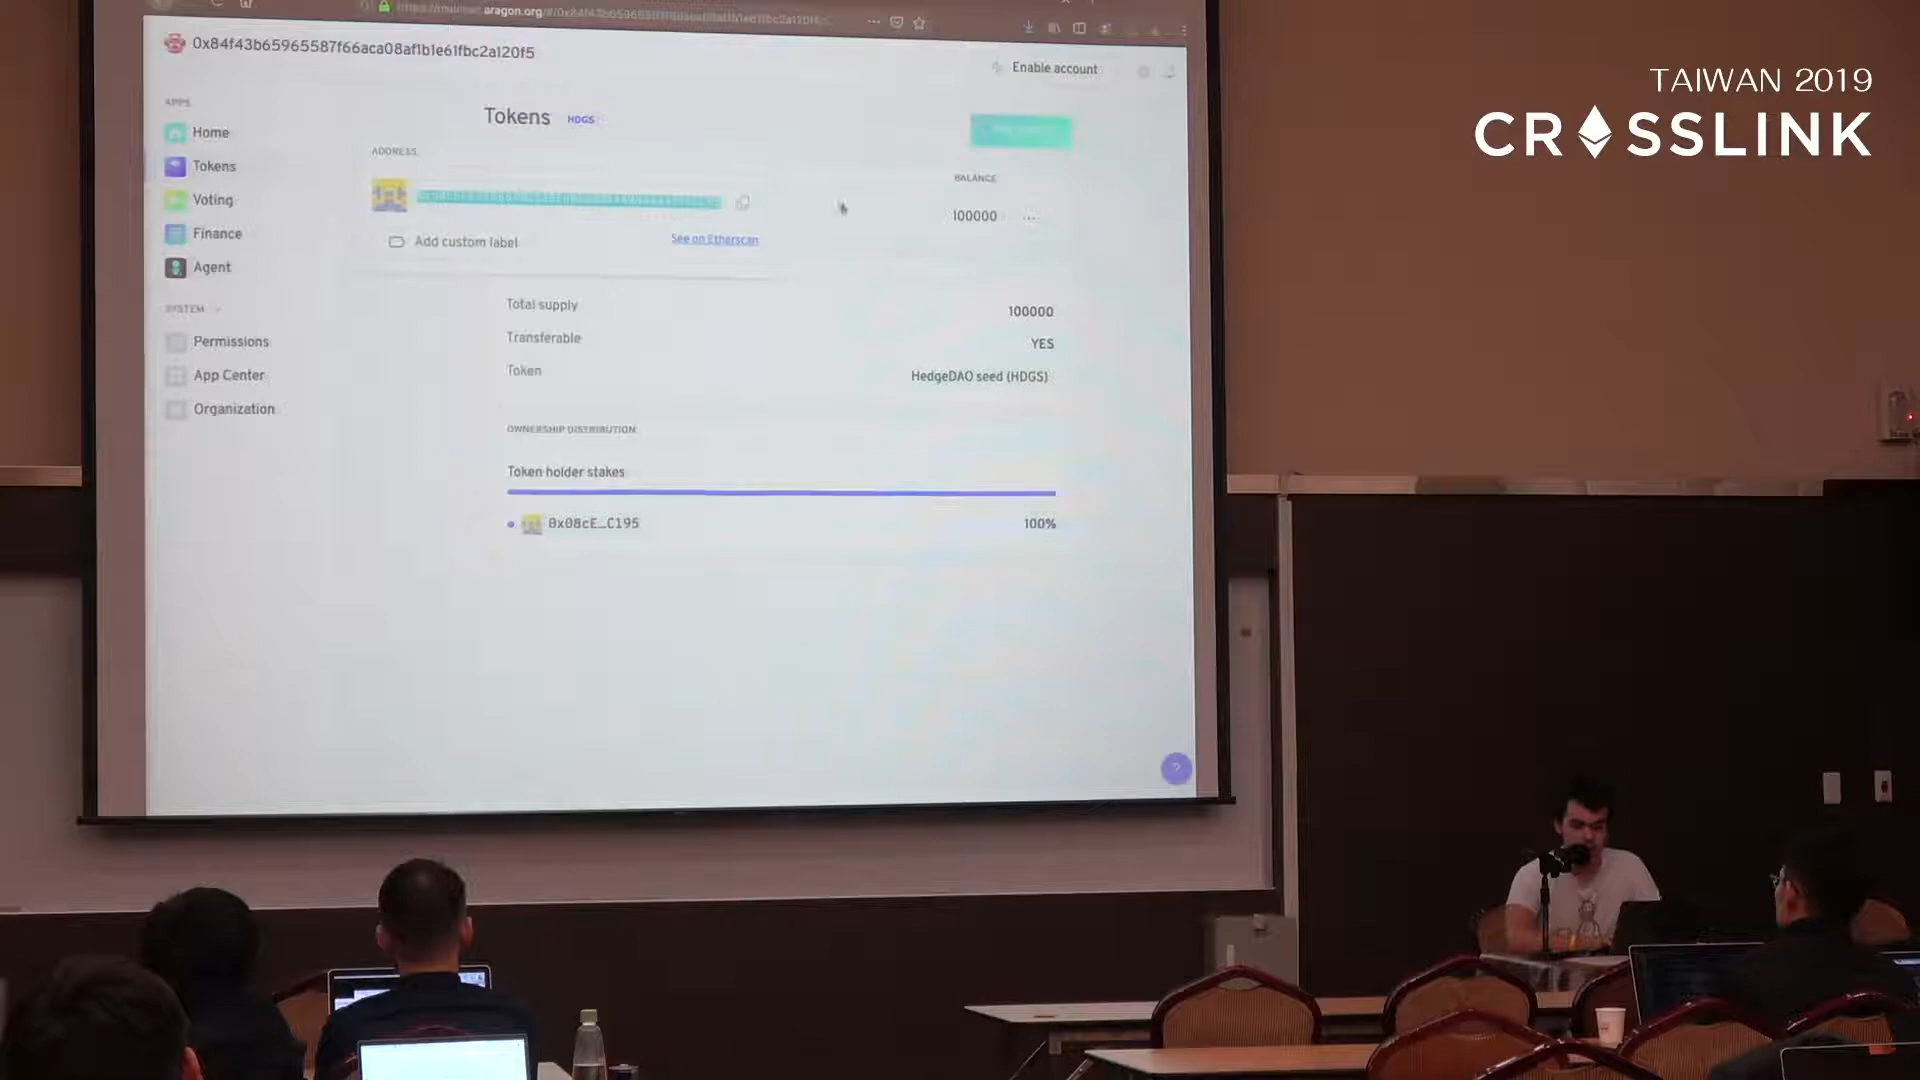 TAIWAN 2019
CROSSLINK
aragon.org
0x84f43b65965587f66aca08af1b1e61fbc2a120f5
Enable account
APPS
Home
Tokens
Voting
Finance
Agent
SYSTEM
Permissions
App Center
Organization
Tokens HDGS
ADDRESS
BALANCE
100000 ...
Add custom label
See on Etherscan
Total supply 100000
Transferable YES
Token HedgeDAO seed (HDGS)
OWNERSHIP DISTRIBUTION
Token holder stakes
0x08cE…C195 100%
?